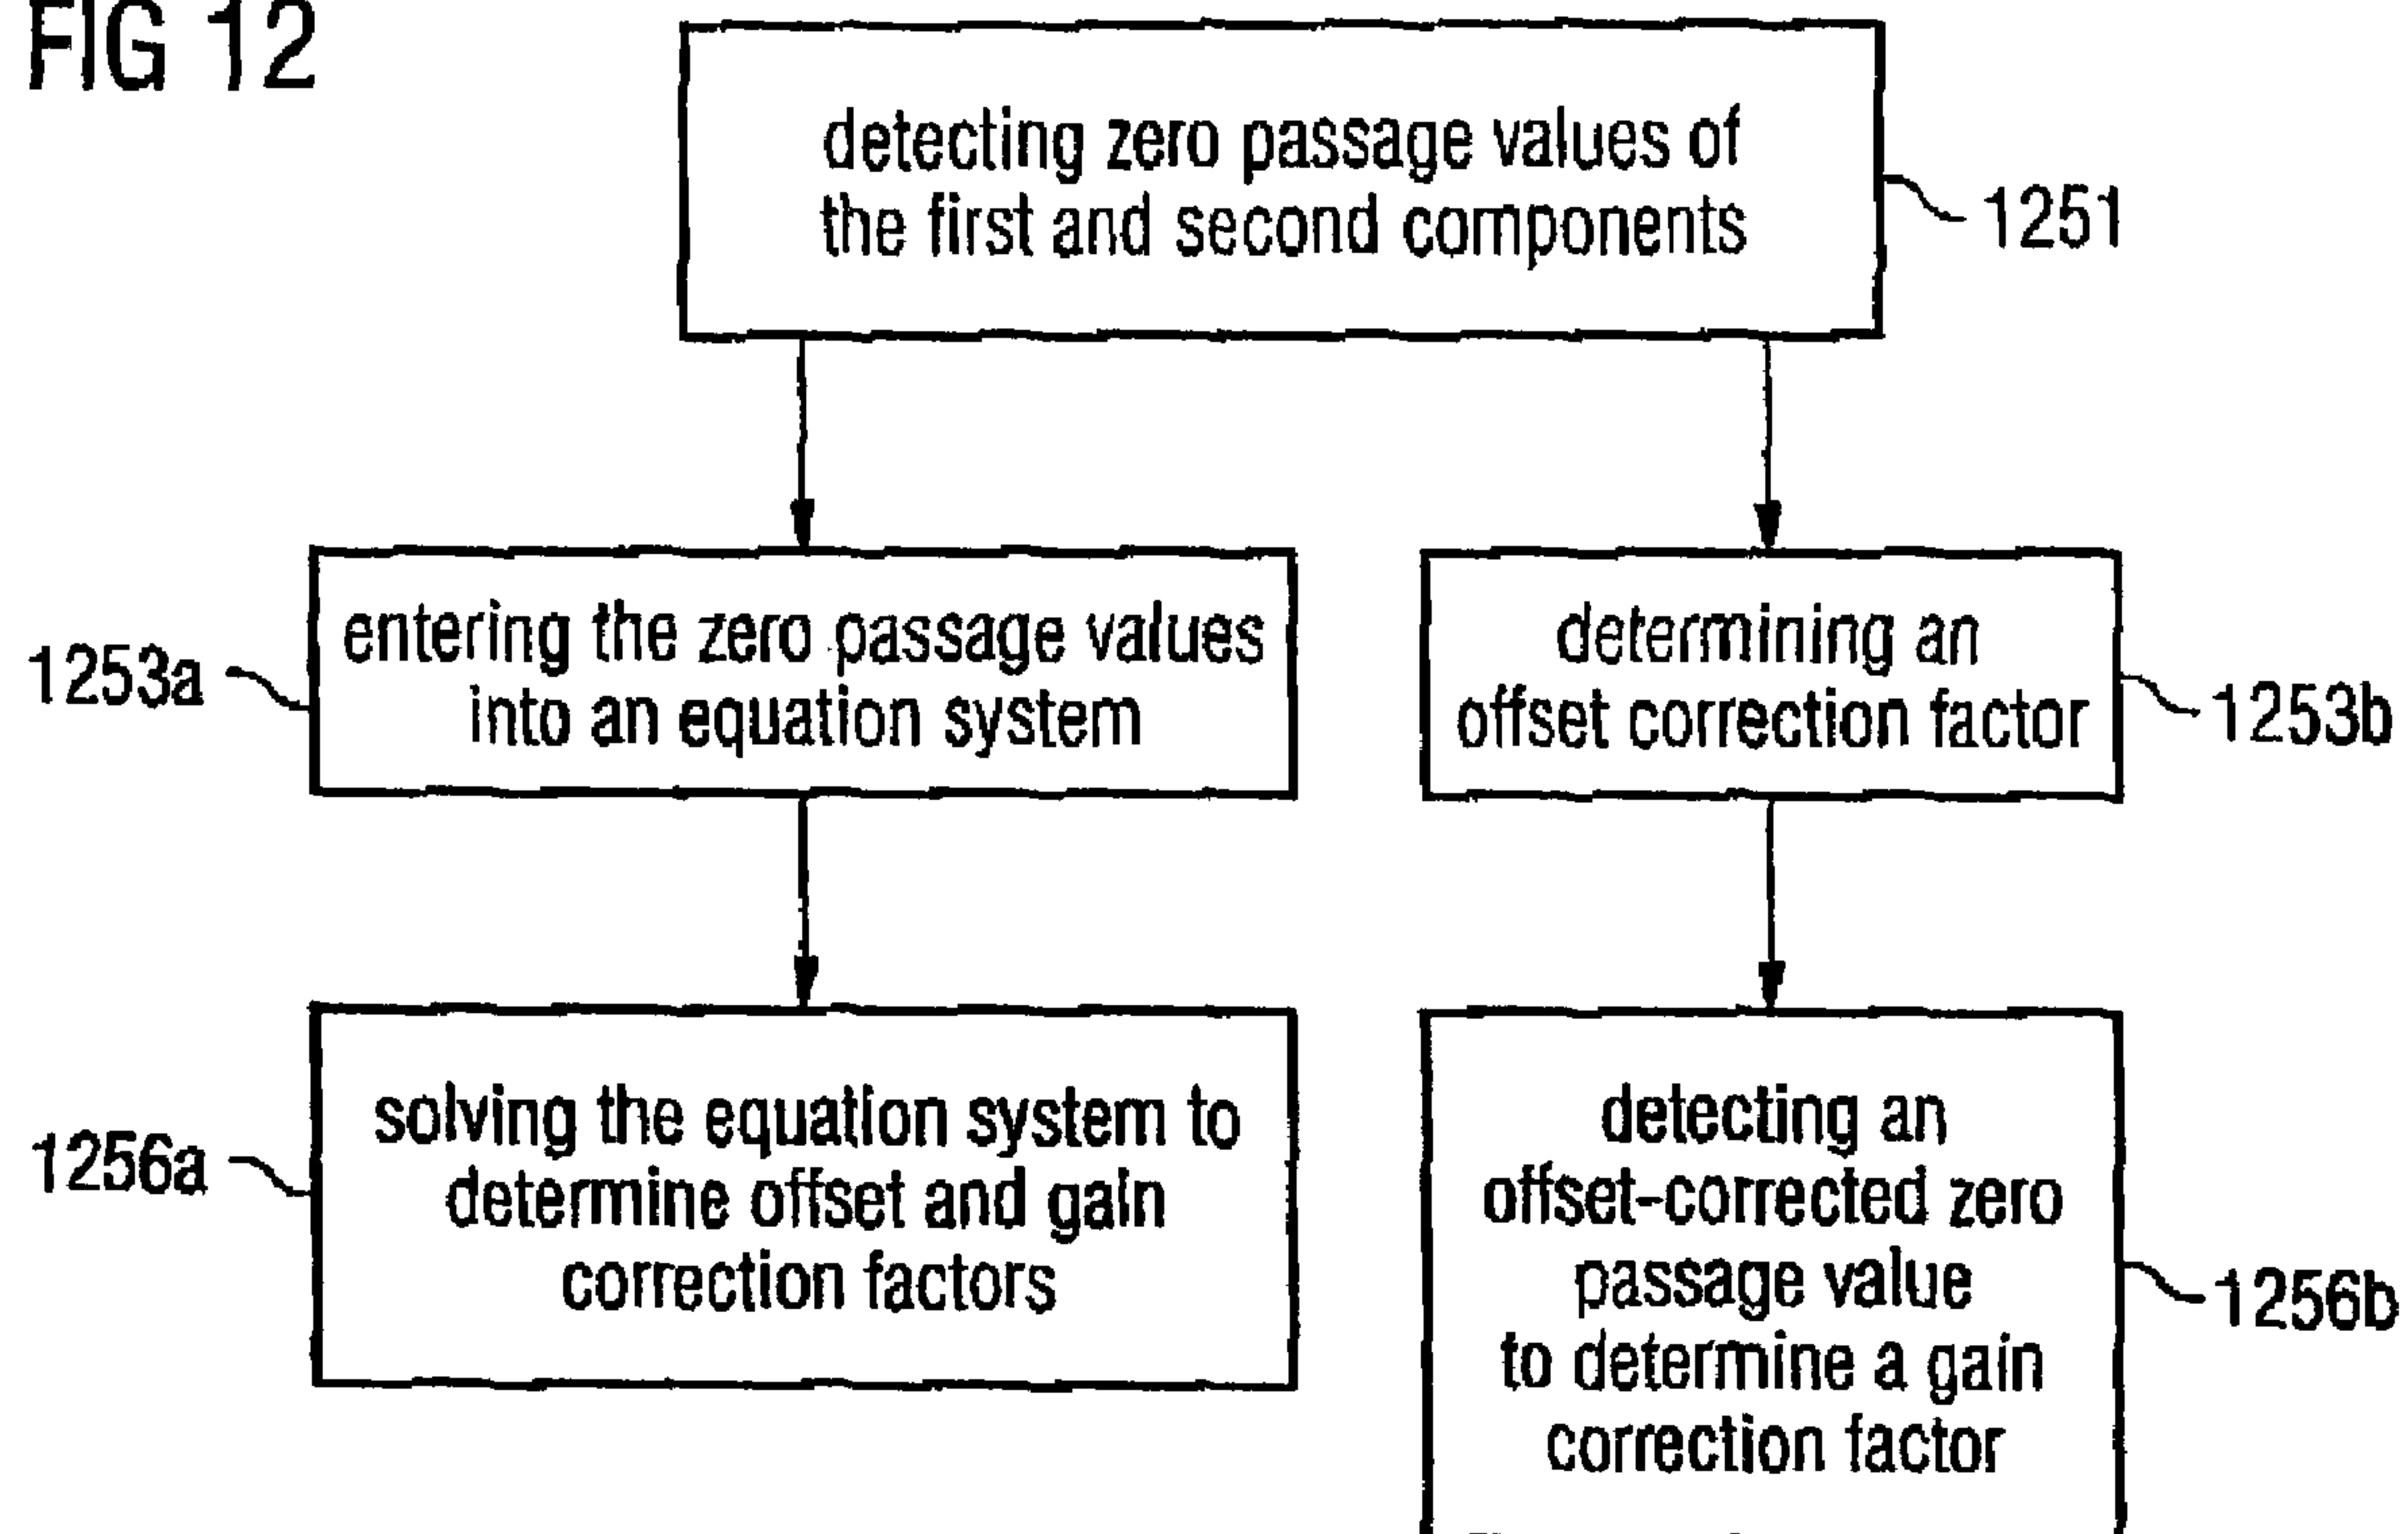 FIG 12
detecting zero passage values of
the first and second components
1251
entering the zero passage values
into an equation system
1253a
determining an
offset correction factor
1253b
solving the equation system to
determine offset and gain
correction factors
1256a
detecting an
offset-corrected zero
passage value
to determine a gain
correction factor
1256b